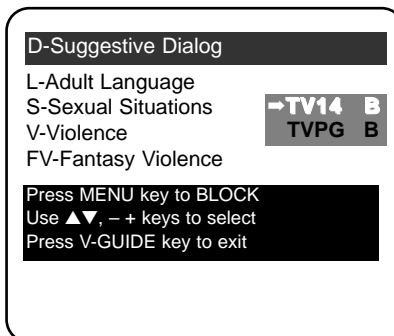 D-Suggestive Dialog
L-Adult Language
S-Sexual Situations ➡TV14 B
V-Violence TVPG B
FV-Fantasy Violence
Press MENU key to BLOCK
Use ▲▼, – + keys to select
Press V-GUIDE key to exit